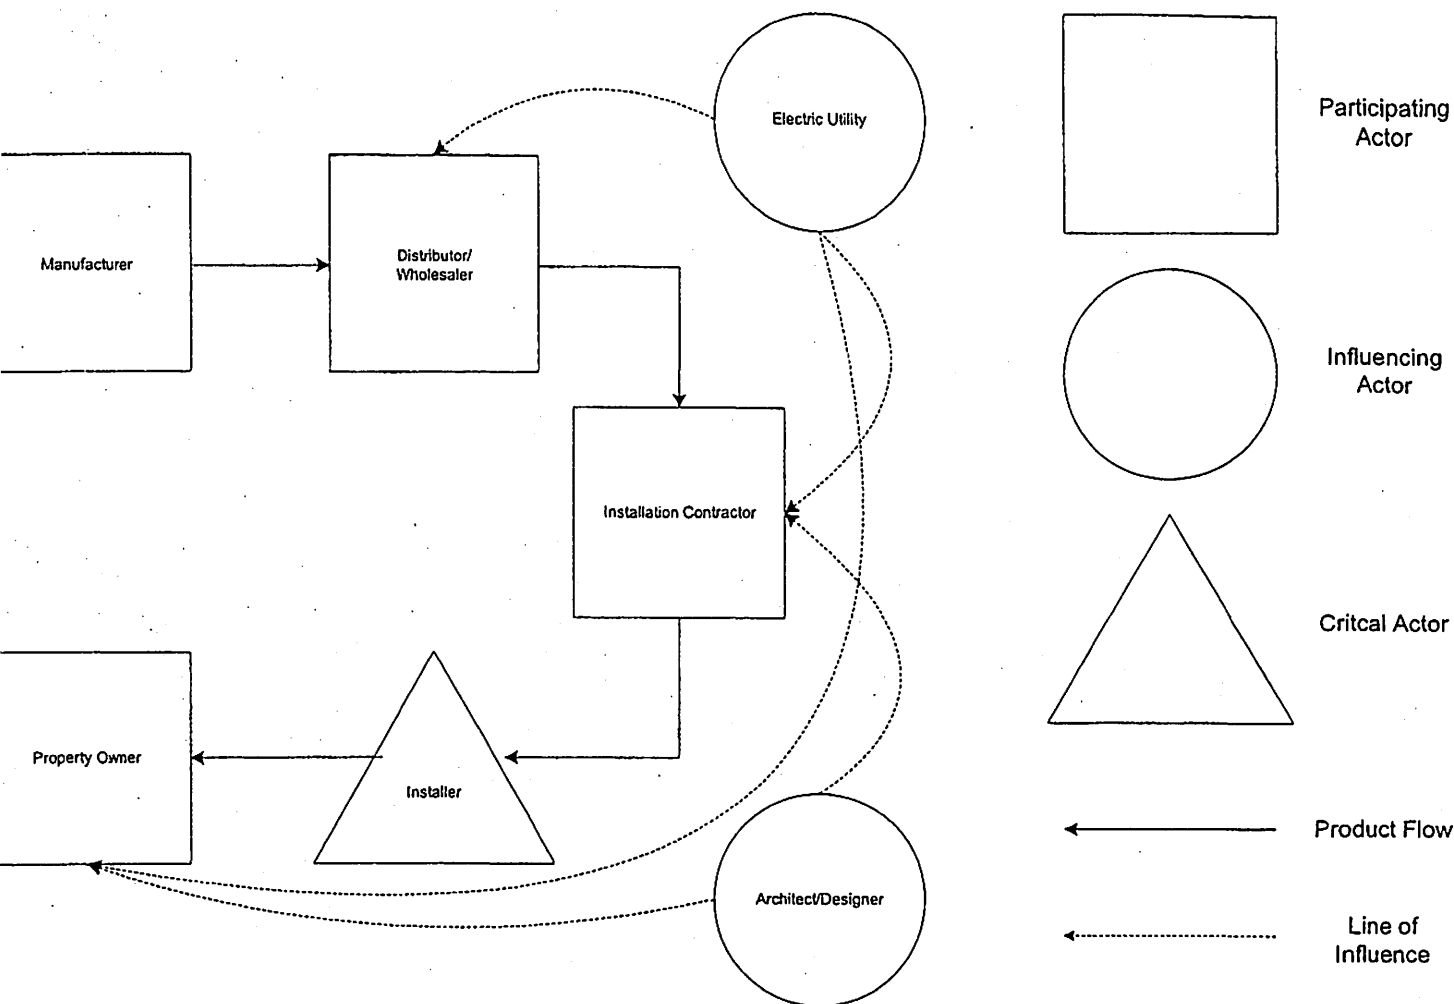 Electric Utility
Participating
Actor
Manufacturer
Distributor/
Wholesaler
Influencing
Actor
Installation Contractor
Critcal Actor
Property Owner
Installer
Product Flow
Architect/Designer
Line of
Influence